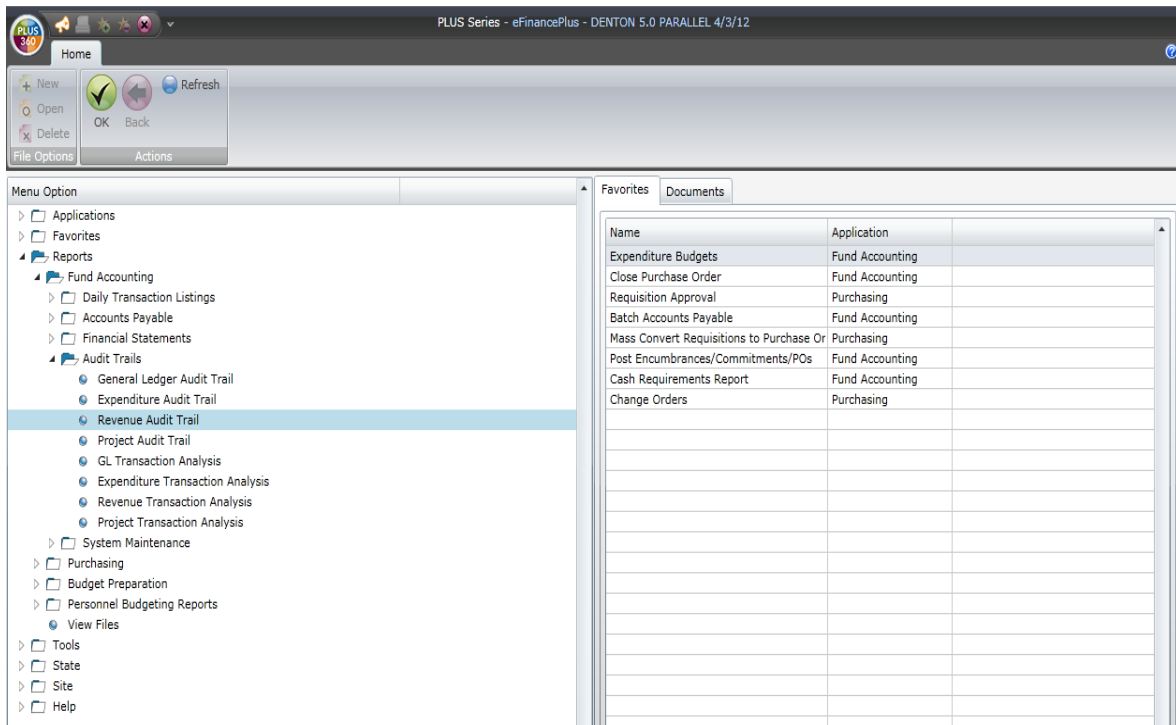 PLUS Series - eFinancePlus - DENTON 5.0 PARALLEL 4/3/12
PLUS
360
Home
New
Open
Delete
File Options
OK
Back
Refresh
Actions
Menu Option
Applications
Favorites
Reports
Fund Accounting
Daily Transaction Listings
Accounts Payable
Financial Statements
Audit Trails
General Ledger Audit Trail
Expenditure Audit Trail
Revenue Audit Trail
Project Audit Trail
GL Transaction Analysis
Expenditure Transaction Analysis
Revenue Transaction Analysis
Project Transaction Analysis
System Maintenance
Purchasing
Budget Preparation
Personnel Budgeting Reports
View Files
Tools
State
Site
Help
Favorites Documents
Name Application
Expenditure Budgets Fund Accounting
Close Purchase Order Fund Accounting
Requisition Approval Purchasing
Batch Accounts Payable Fund Accounting
Mass Convert Requisitions to Purchase Or Purchasing
Post Encumbrances/Commitments/POs Fund Accounting
Cash Requirements Report Fund Accounting
Change Orders Purchasing